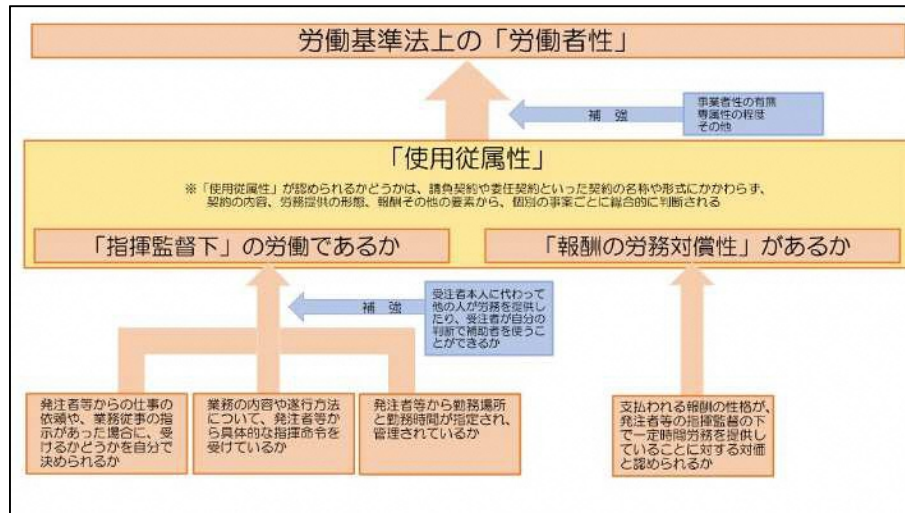 労働基準法上の「労働者性」
補　強
事業者性の有無
専属性の程度
その他
「使用従属性」
※「使用従属性」が認められるかどうかは、請負契約や委任契約といった契約の名称や形式にかかわらず、
契約の内容、労務提供の形態、報酬その他の要素から、個別の事案ごとに総合的に判断される
「指揮監督下」の労働であるか
「報酬の労務対償性」があるか
補　強
受注者本人に代わって
他の人が労務を提供し
たり、受注者が自分の
判断で補助者を使うこ
とができるか
発注者等からの仕事の
依頼や、業務従事の指
示があった場合に、受
けるかどうかを自分で
決められるか
業務の内容や遂行方法
について、発注者等か
ら具体的な指揮命令を
受けているか
発注者等から勤務場所
と勤務時間が指定され、
管理されているか
支払われる報酬の性格が、
発注者等の指揮監督の下
で一定時間労務を提供し
ていることに対する対価
と認められるか